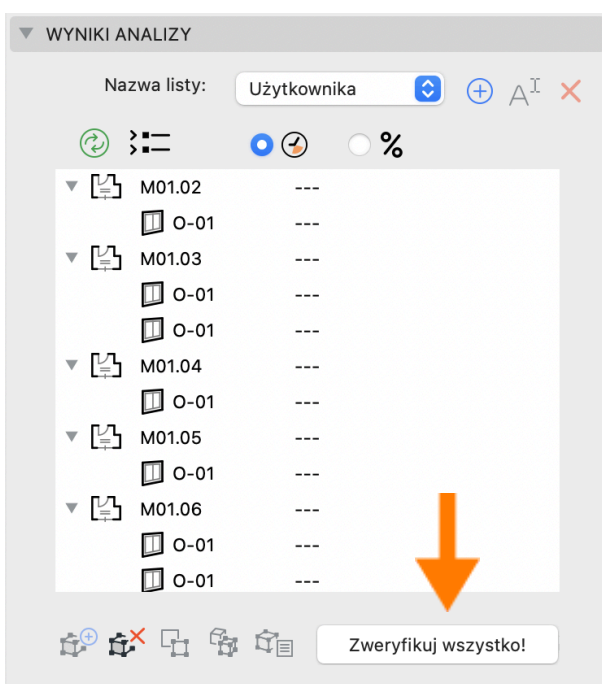 WYNIKI ANALIZY
Nazwa listy: Użytkownika
%
M01.02 ---
O-01 ---
M01.03 ---
O-01 ---
O-01 ---
M01.04 ---
O-01 ---
M01.05 ---
O-01 ---
M01.06 ---
O-01 ---
O-01 ---
Zweryfikuj wszystko!